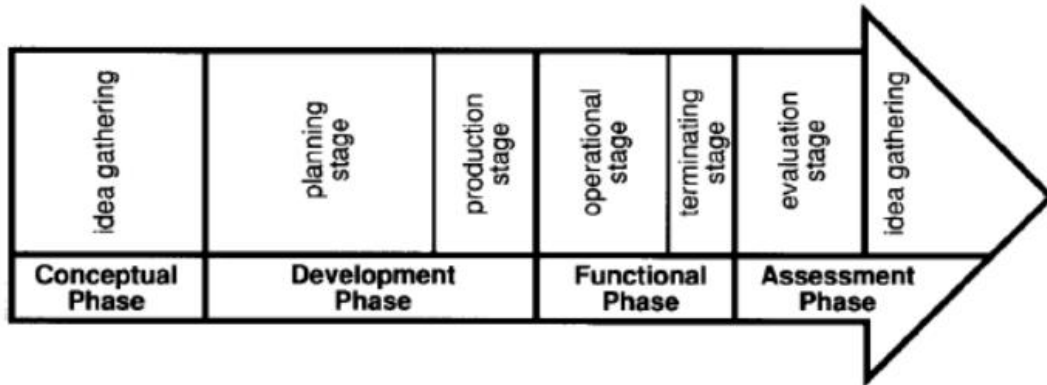 idea gathering
planning
stage
production
stage
operational
stage
terminating
stage
evaluation
stage
idea gathering
Conceptual
Phase
Development
Phase
Functional
Phase
Assessment
Phase